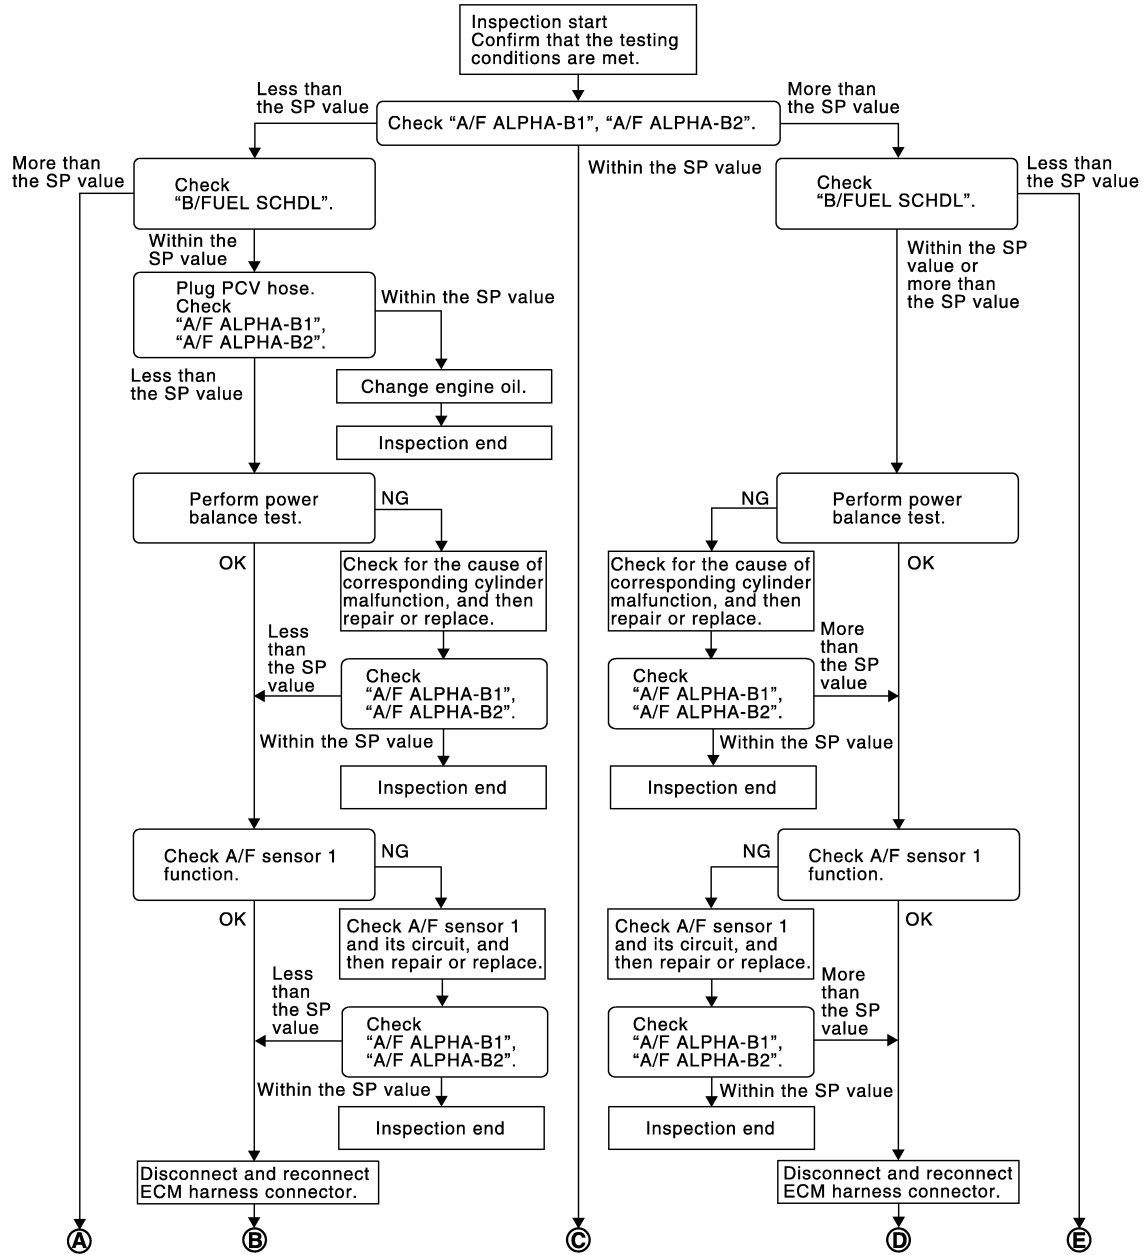 Inspection start
Confirm that the testing
conditions are met.
Less than
the SP value
More than
the SP value
Check “A/F ALPHA-B1”, “A/F ALPHA-B2”.
More than
the SP value
Within the SP value
Less than
the SP value
Check
“B/FUEL SCHDL”.
Check
“B/FUEL SCHDL”.
Within the
SP value
Within the SP
value or
more than
the SP value
Plug PCV hose.
Check
“A/F ALPHA-B1”,
“A/F ALPHA-B2”.
Within the SP value
Less than
the SP value
Change engine oil.
Inspection end
Perform power
balance test.
NG
NG
Perform power
balance test.
OK
OK
Check for the cause of
corresponding cylinder
malfunction, and then
repair or replace.
Check for the cause of
corresponding cylinder
malfunction, and then
repair or replace.
Less
than
the SP
value
More
than
the SP
value
Check
“A/F ALPHA-B1”,
“A/F ALPHA-B2”.
Check
“A/F ALPHA-B1”,
“A/F ALPHA-B2”.
Within the SP value
Within the SP value
Inspection end
Inspection end
Check A/F sensor 1
function.
NG
NG
Check A/F sensor 1
function.
OK
OK
Check A/F sensor 1
and its circuit, and
then repair or replace.
Check A/F sensor 1
and its circuit, and
then repair or replace.
Less
than
the SP
value
More
than
the SP
value
Check
“A/F ALPHA-B1”,
“A/F ALPHA-B2”.
Check
“A/F ALPHA-B1”,
“A/F ALPHA-B2”.
Within the SP value
Within the SP value
Inspection end
Inspection end
Disconnect and reconnect
ECM harness connector.
Disconnect and reconnect
ECM harness connector.
A
B
C
D
E